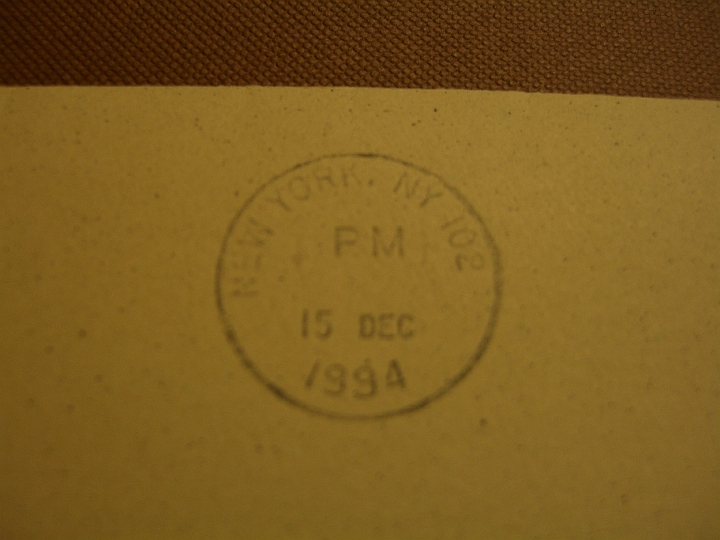 NEW YORK, NY 102
PM
15 DEC
1994